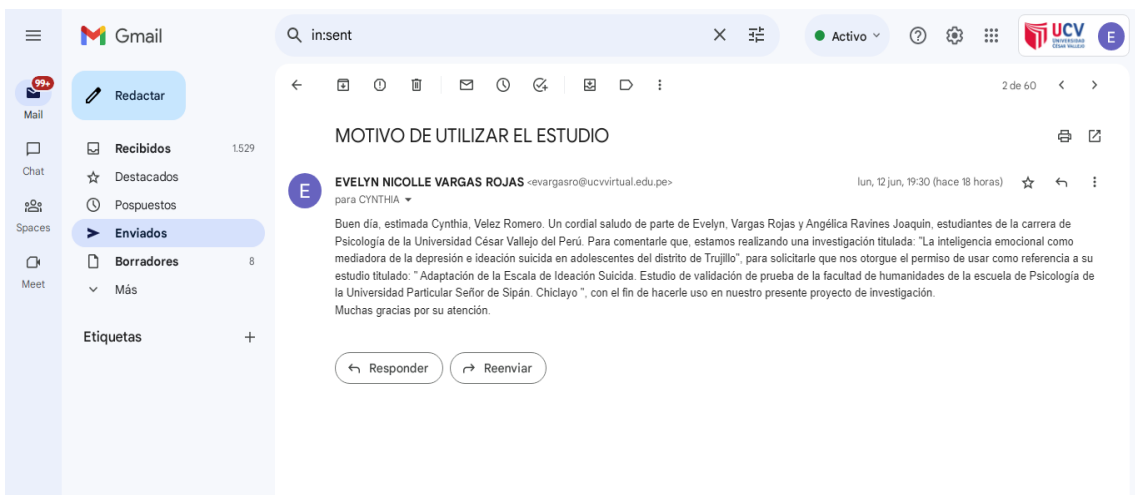 Gmail
in:sent
Activo
UCV
UNIVERSIDAD
CÉSAR VALLEJO
E
99+
Mail
Chat
Spaces
Meet
Redactar
Recibidos 1.529
Destacados
Pospuestos
Enviados
Borradores 8
Más
Etiquetas
2 de 60
MOTIVO DE UTILIZAR EL ESTUDIO
E
EVELYN NICOLLE VARGAS ROJAS <evargasro@ucvvirtual.edu.pe> lun, 12 jun, 19:30 (hace 18 horas)
para CYNTHIA
Buen día, estimada Cynthia, Velez Romero. Un cordial saludo de parte de Evelyn, Vargas Rojas y Angélica Ravines Joaquin, estudiantes de la carrera de
Psicología de la Universidad César Vallejo del Perú. Para comentarle que, estamos realizando una investigación titulada: "La inteligencia emocional como
mediadora de la depresión e ideación suicida en adolescentes del distrito de Trujillo", para solicitarle que nos otorgue el permiso de usar como referencia a su
estudio titulado: " Adaptación de la Escala de Ideación Suicida. Estudio de validación de prueba de la facultad de humanidades de la escuela de Psicología de
la Universidad Particular Señor de Sipán. Chiclayo ", con el fin de hacerle uso en nuestro presente proyecto de investigación.
Muchas gracias por su atención.
Responder
Reenviar